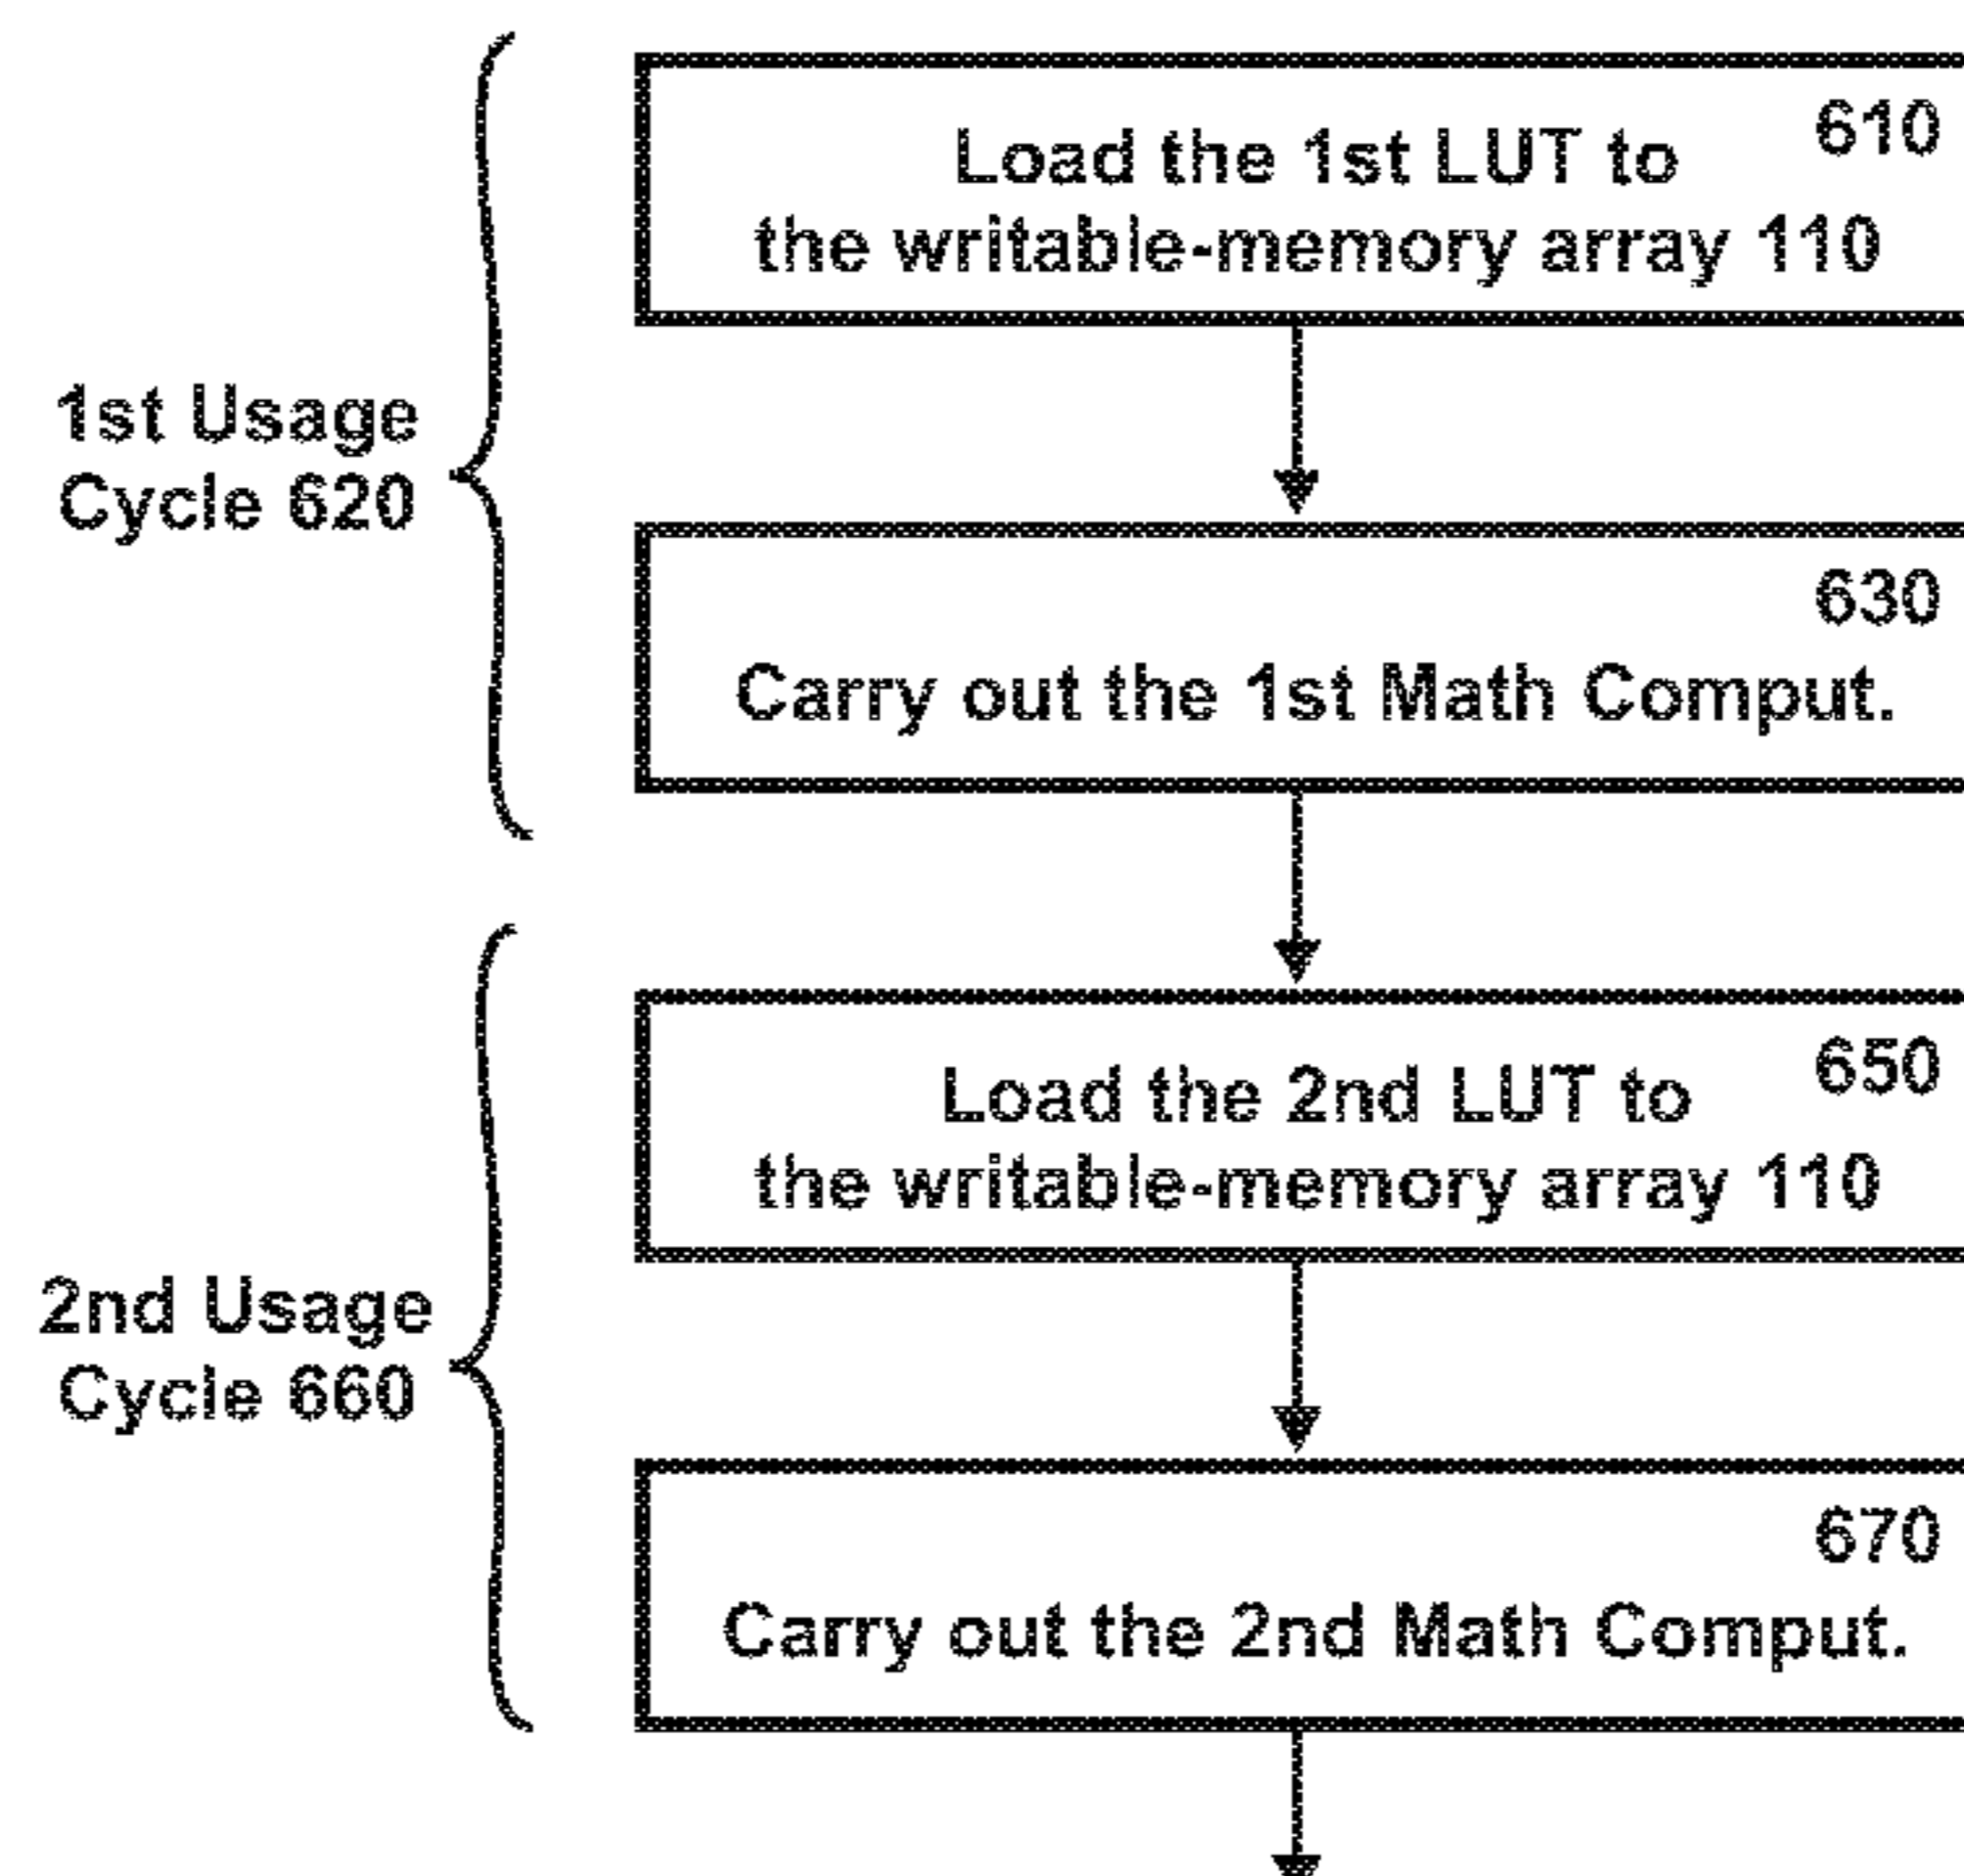 610
Load the 1st LUT to
the writable-memory array 110
1st Usage
Cycle 620
630
Carry out the 1st Math Comput.
650
Load the 2nd LUT to
the writable-memory array 110
2nd Usage
Cycle 660
670
Carry out the 2nd Math Comput.